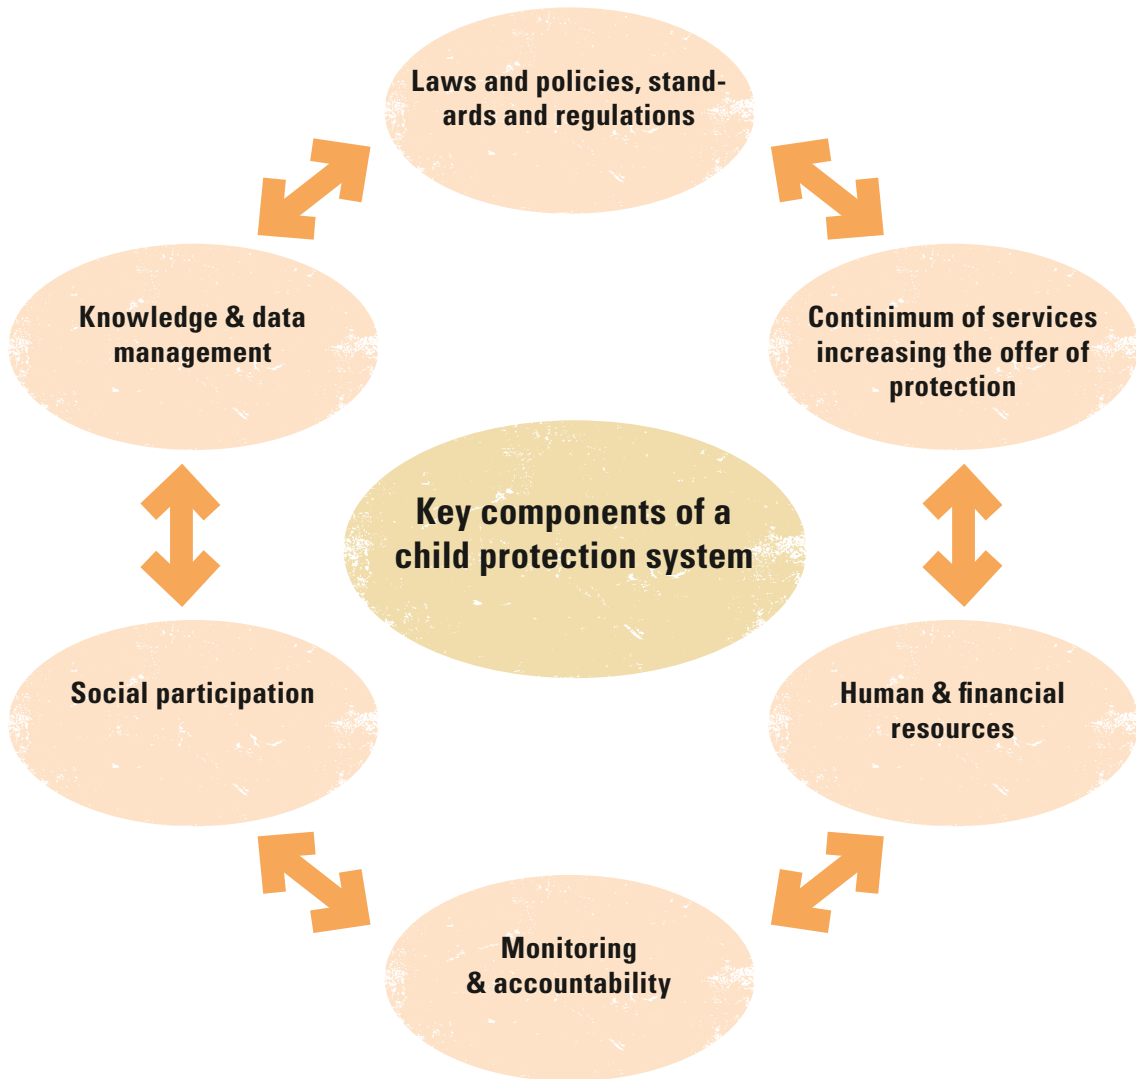 Laws and policies, stand-
ards and regulations
Knowledge & data
management
Continimum of services
increasing the offer of
protection
Key components of a
child protection system
Social participation
Human & financial
resources
Monitoring
& accountability